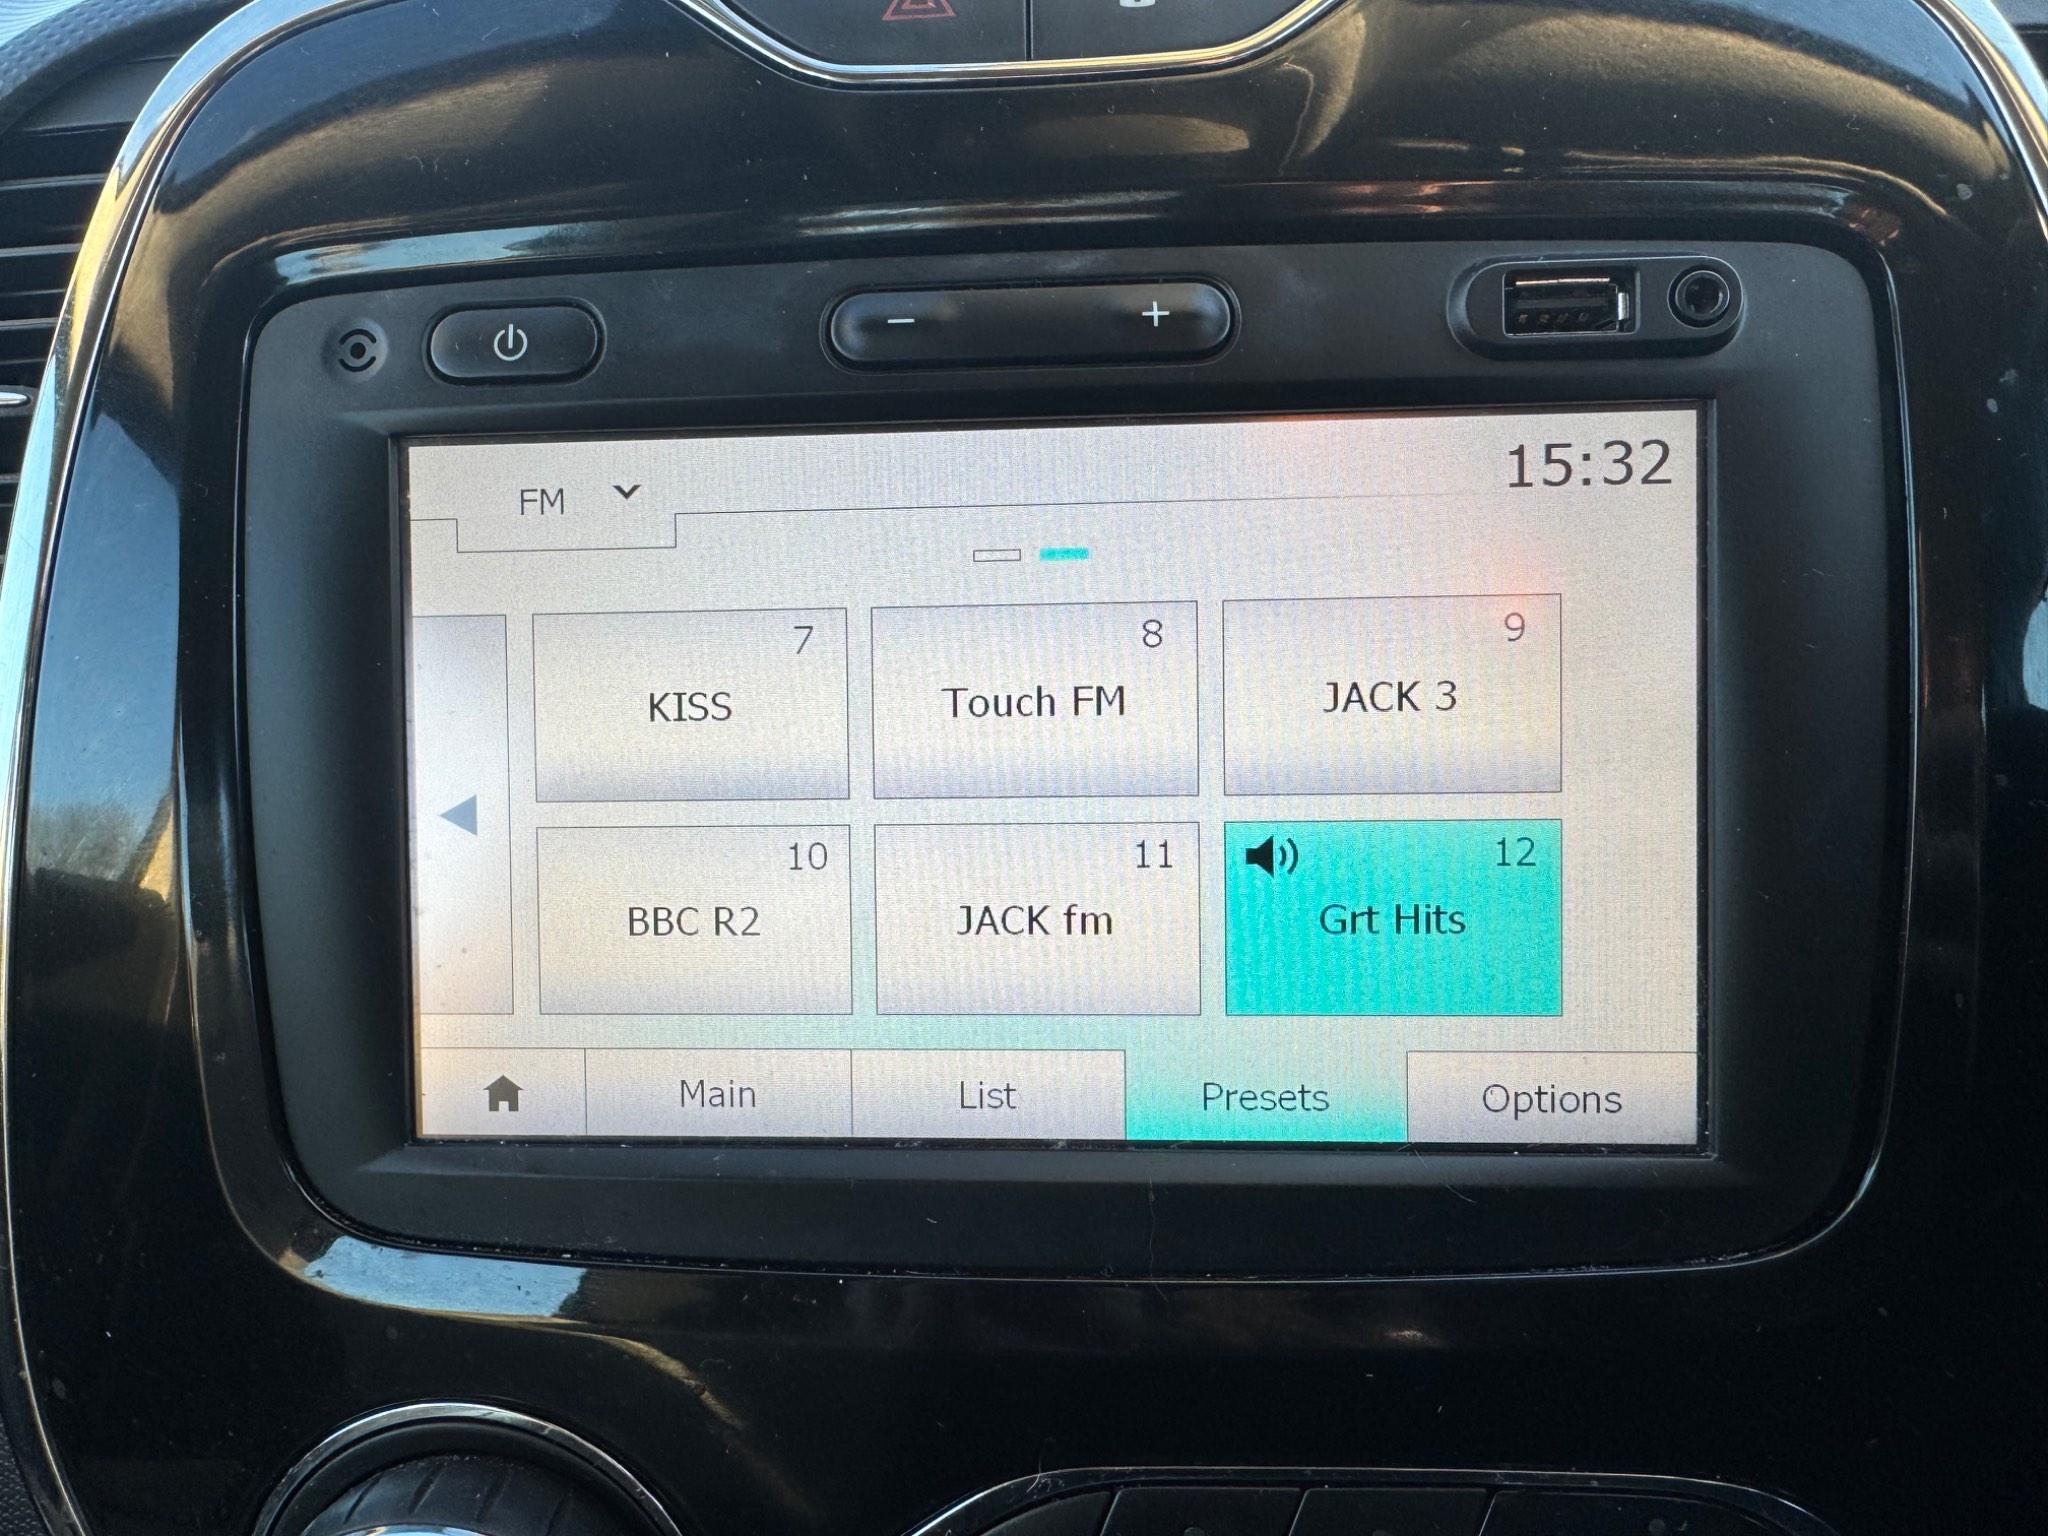 FM
15:32
7
KISS
8
Touch FM
9
JACK 3
10
BBC R2
11
JACK fm
12
Grt Hits
Main
List
Presets
Options